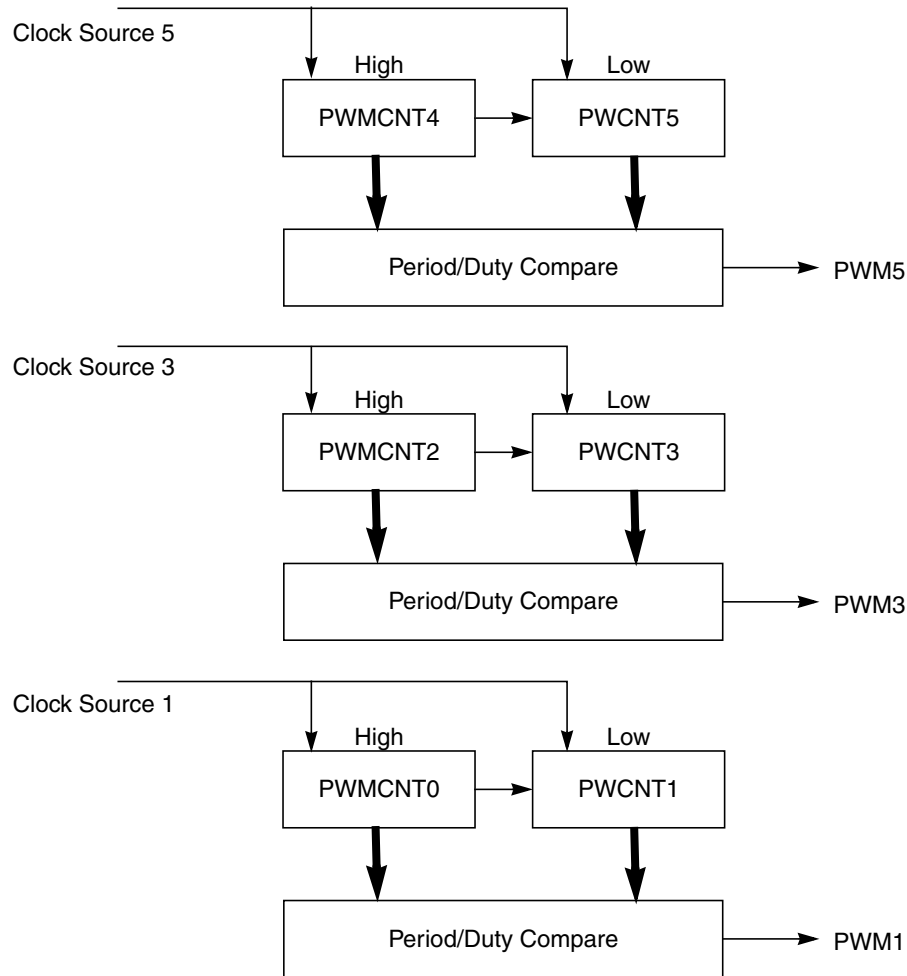 Clock Source 5
High Low
PWMCNT4 PWCNT5
Period/Duty Compare PWM5
Clock Source 3
High Low
PWMCNT2 PWCNT3
Period/Duty Compare PWM3
Clock Source 1
High Low
PWMCNT0 PWCNT1
Period/Duty Compare PWM1